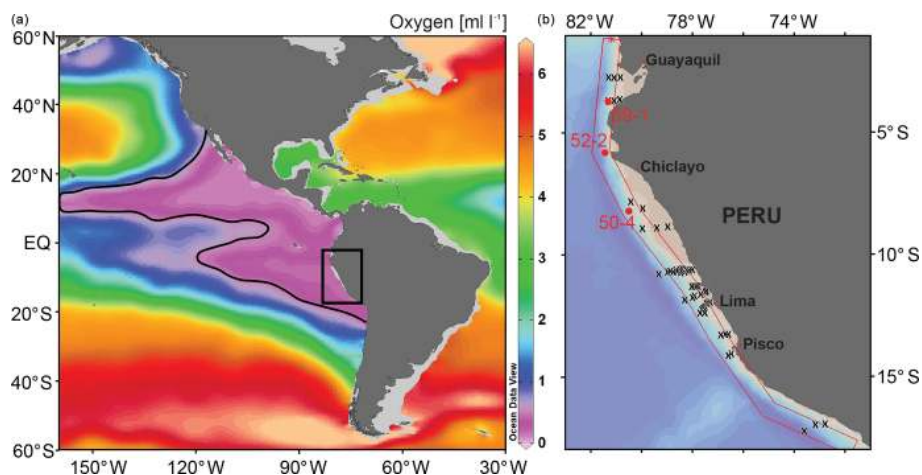 (a)
Oxygen [ml l⁻¹]
60°N
40°N
20°N
EQ
20°S
40°S
60°S
150°W
120°W
90°W
60°W
30°W
6
5
4
3
2
1
0
Ocean Data View
(b)
82°W
78°W
74°W
Guayaquil
59-1
52-2
Chiclayo
50-4
PERU
Lima
Pisco
5°S
10°S
15°S